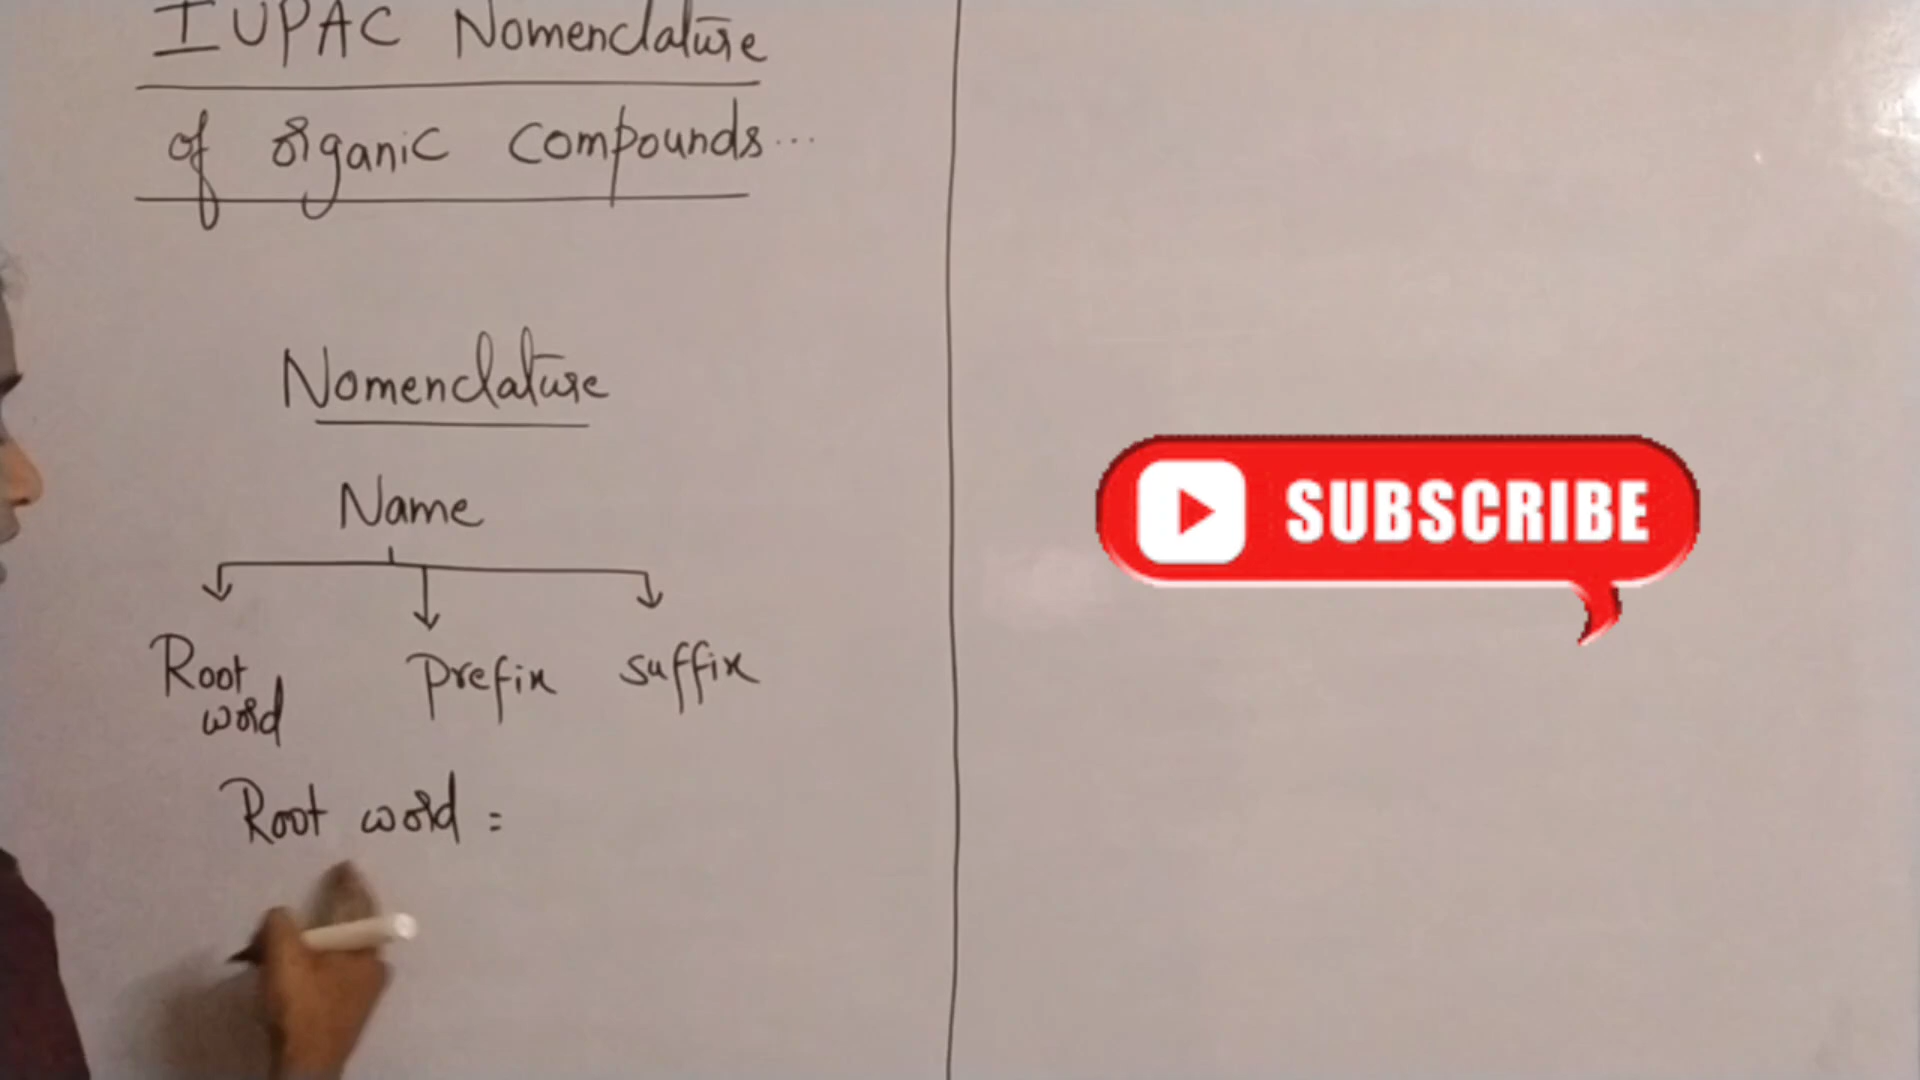 IUPAC Nomenclature
of organic compounds...
Nomenclature
Name
Root word
prefix
suffix
Root word =
SUBSCRIBE